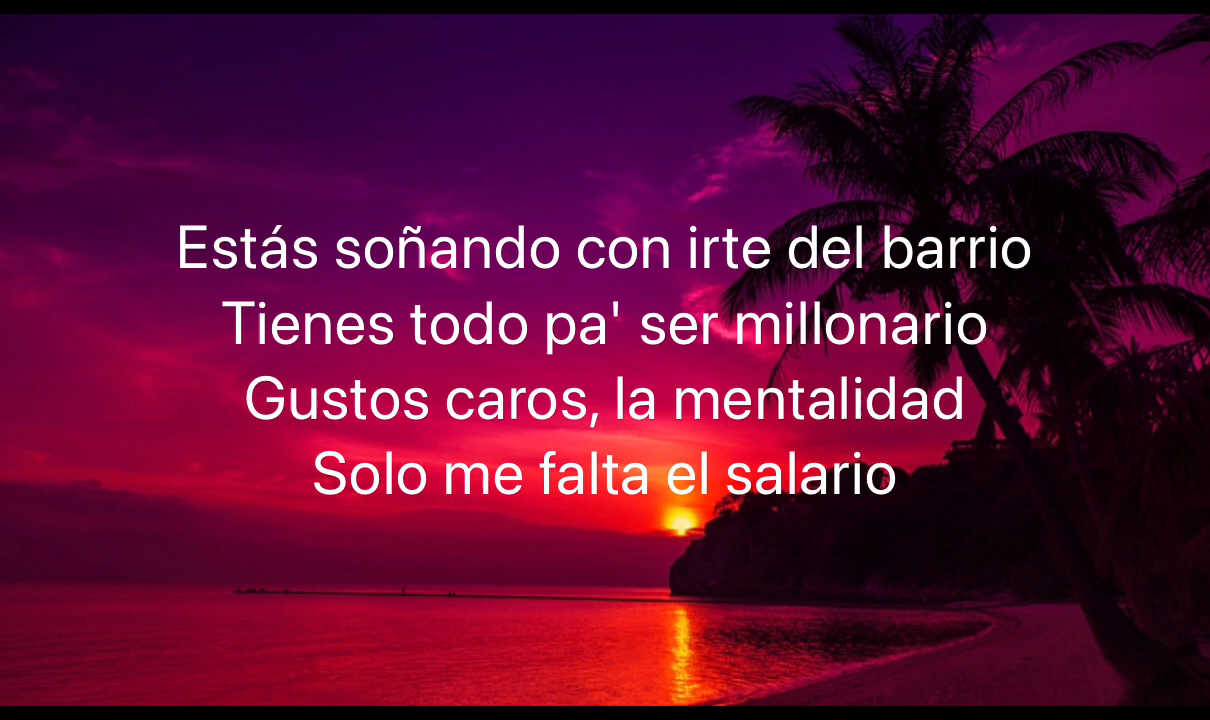 Estás soñando con irte del barrio
Tienes todo pa' ser millonario
Gustos caros, la mentalidad
Solo me falta el salario